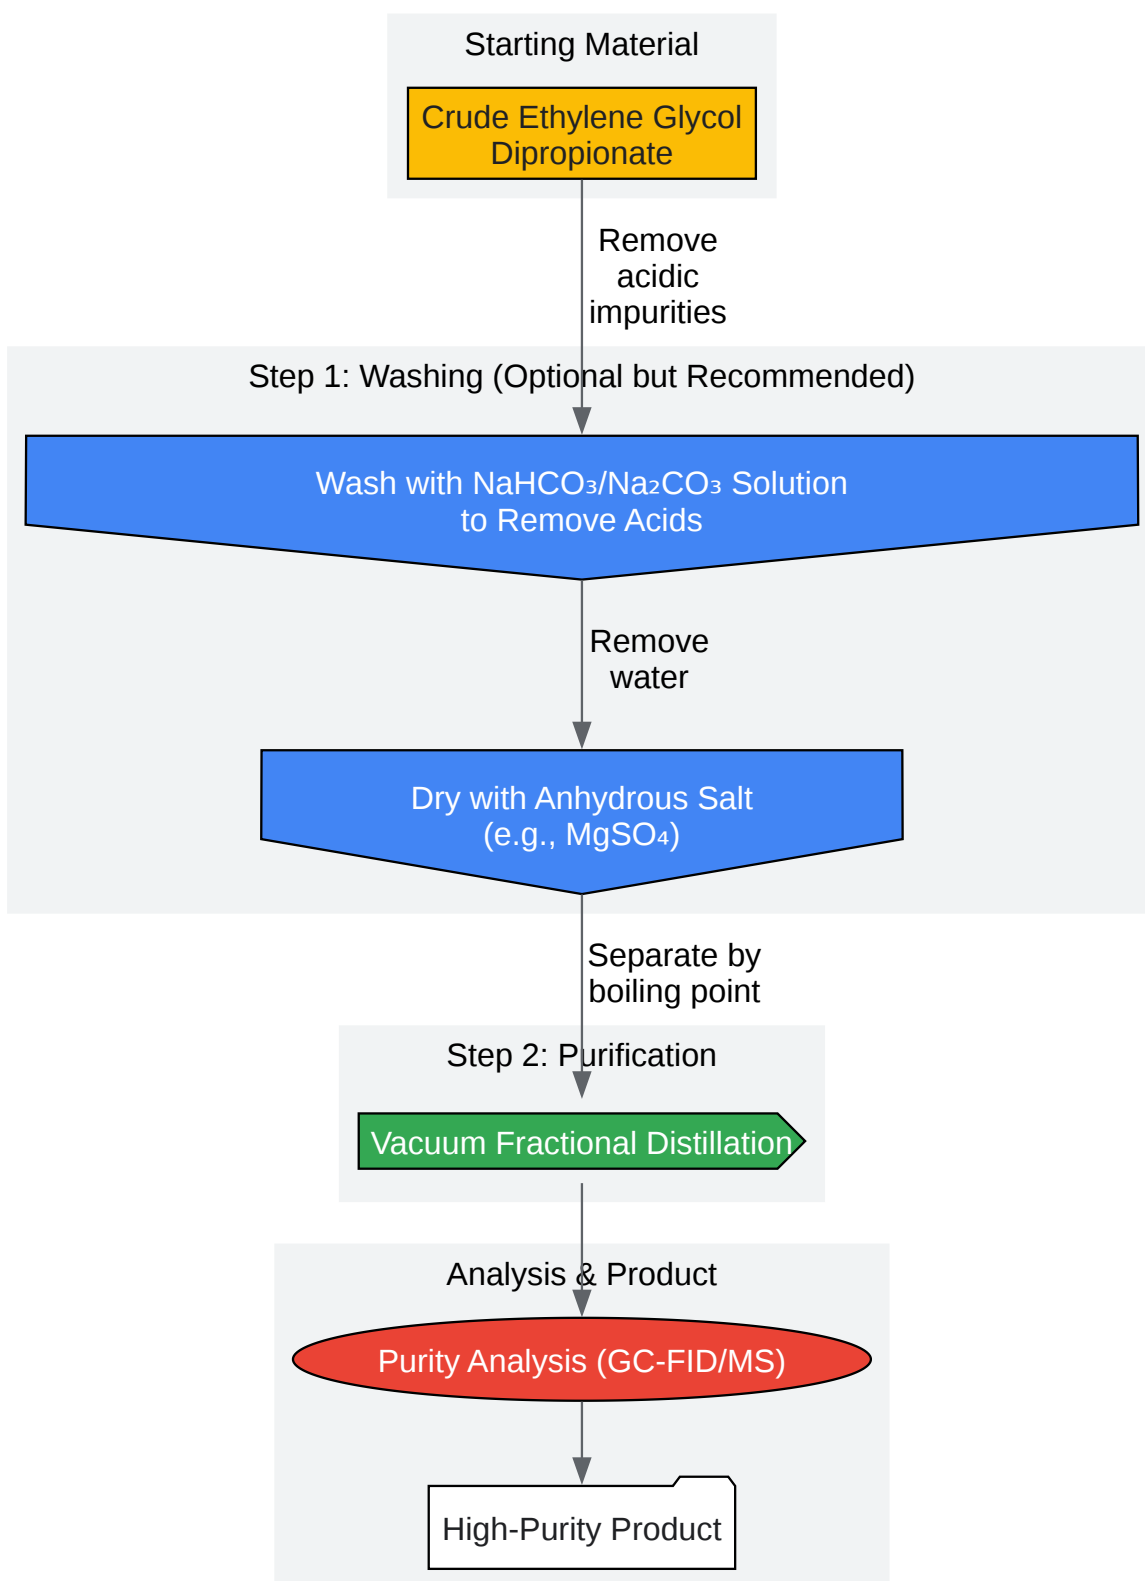 Starting Material
Crude Ethylene Glycol
Dipropionate
Remove
acidic
impurities
Step 1: Washing (Optional but Recommended)
Wash with NaHCO₃/Na₂CO₃ Solution
to Remove Acids
Remove
water
Dry with Anhydrous Salt
(e.g., MgSO₄)
Separate by
boiling point
Step 2: Purification
Vacuum Fractional Distillation
Analysis & Product
Purity Analysis (GC-FID/MS)
High-Purity Product